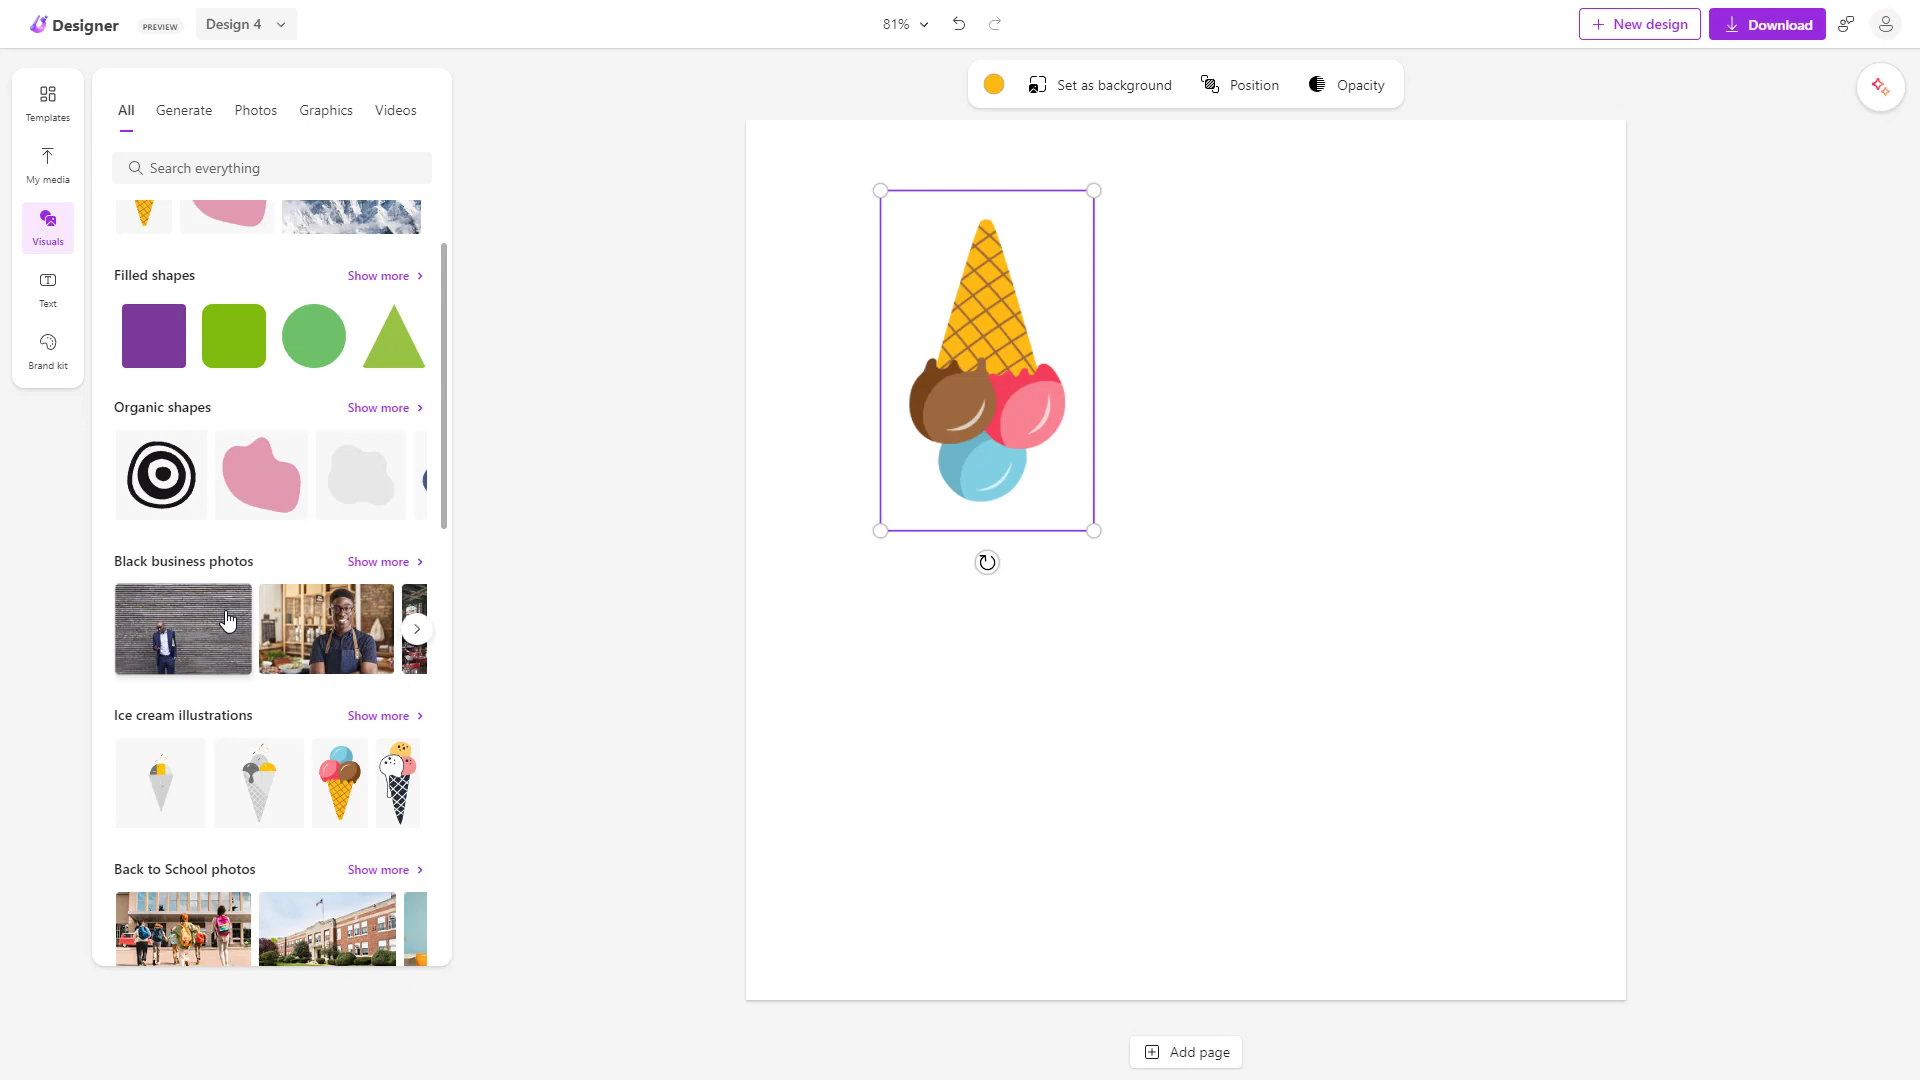 Designer
PREVIEW
Design 4
81%
New design
Download
Templates
My media
Visuals
Text
Brand kit
All
Generate
Photos
Graphics
Videos
Search everything
Filled shapes
Show more
Organic shapes
Show more
Black business photos
Show more
Ice cream illustrations
Show more
Back to School photos
Show more
Set as background
Position
Opacity
Add page